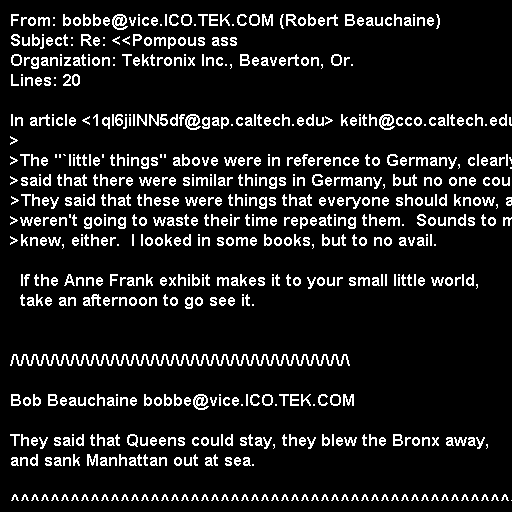 From: bobbe@vice.ICO.TEK.COM (Robert Beauchaine)
Subject: Re: <<Pompous ass
Organization: Tektronix Inc., Beaverton, Or.
Lines: 20

In article <1ql6jiINN5df@gap.caltech.edu> keith@cco.caltech.edu
>
>The "`little' things" above were in reference to Germany, clearly
>said that there were similar things in Germany, but no one cou
>They said that these were things that everyone should know, a
>weren't going to waste their time repeating them.  Sounds to m
>knew, either.  I looked in some books, but to no avail.

  If the Anne Frank exhibit makes it to your small little world,
  take an afternoon to go see it.


/\/\/\/\/\/\/\/\/\/\/\/\/\/\/\/\/\/\/\/\/\/\/\/\/\/\/\/\/\/\/\/\/\/\/\

Bob Beauchaine bobbe@vice.ICO.TEK.COM

They said that Queens could stay, they blew the Bronx away,
and sank Manhattan out at sea.

^^^^^^^^^^^^^^^^^^^^^^^^^^^^^^^^^^^^^^^^^^^^^^^^^^